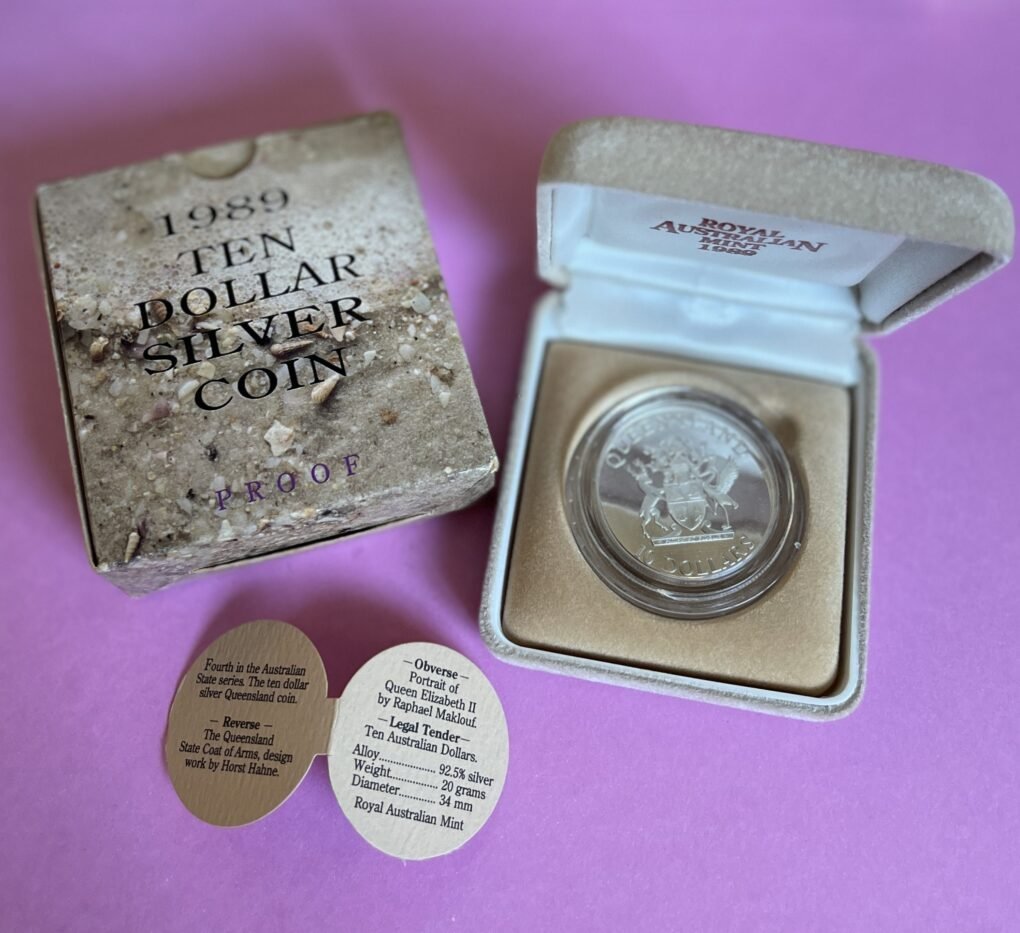 1989
TEN
DOLLAR
SILVER
COIN
PROOF
ROYAL
AUSTRALIAN
MINT
1989
QUEENSLAND
10 DOLLARS
Fourth in the Australian
State series. The ten dollar
silver Queensland coin.
— Reverse —
The Queensland
State Coat of Arms, design
work by Horst Hahne.
— Obverse —
Portrait of
Queen Elizabeth II
by Raphael Maklouf.
— Legal Tender —
Ten Australian Dollars.
Alloy.................... 92.5% silver
Weight................. 20 grams
Diameter............. 34 mm
Royal Australian Mint